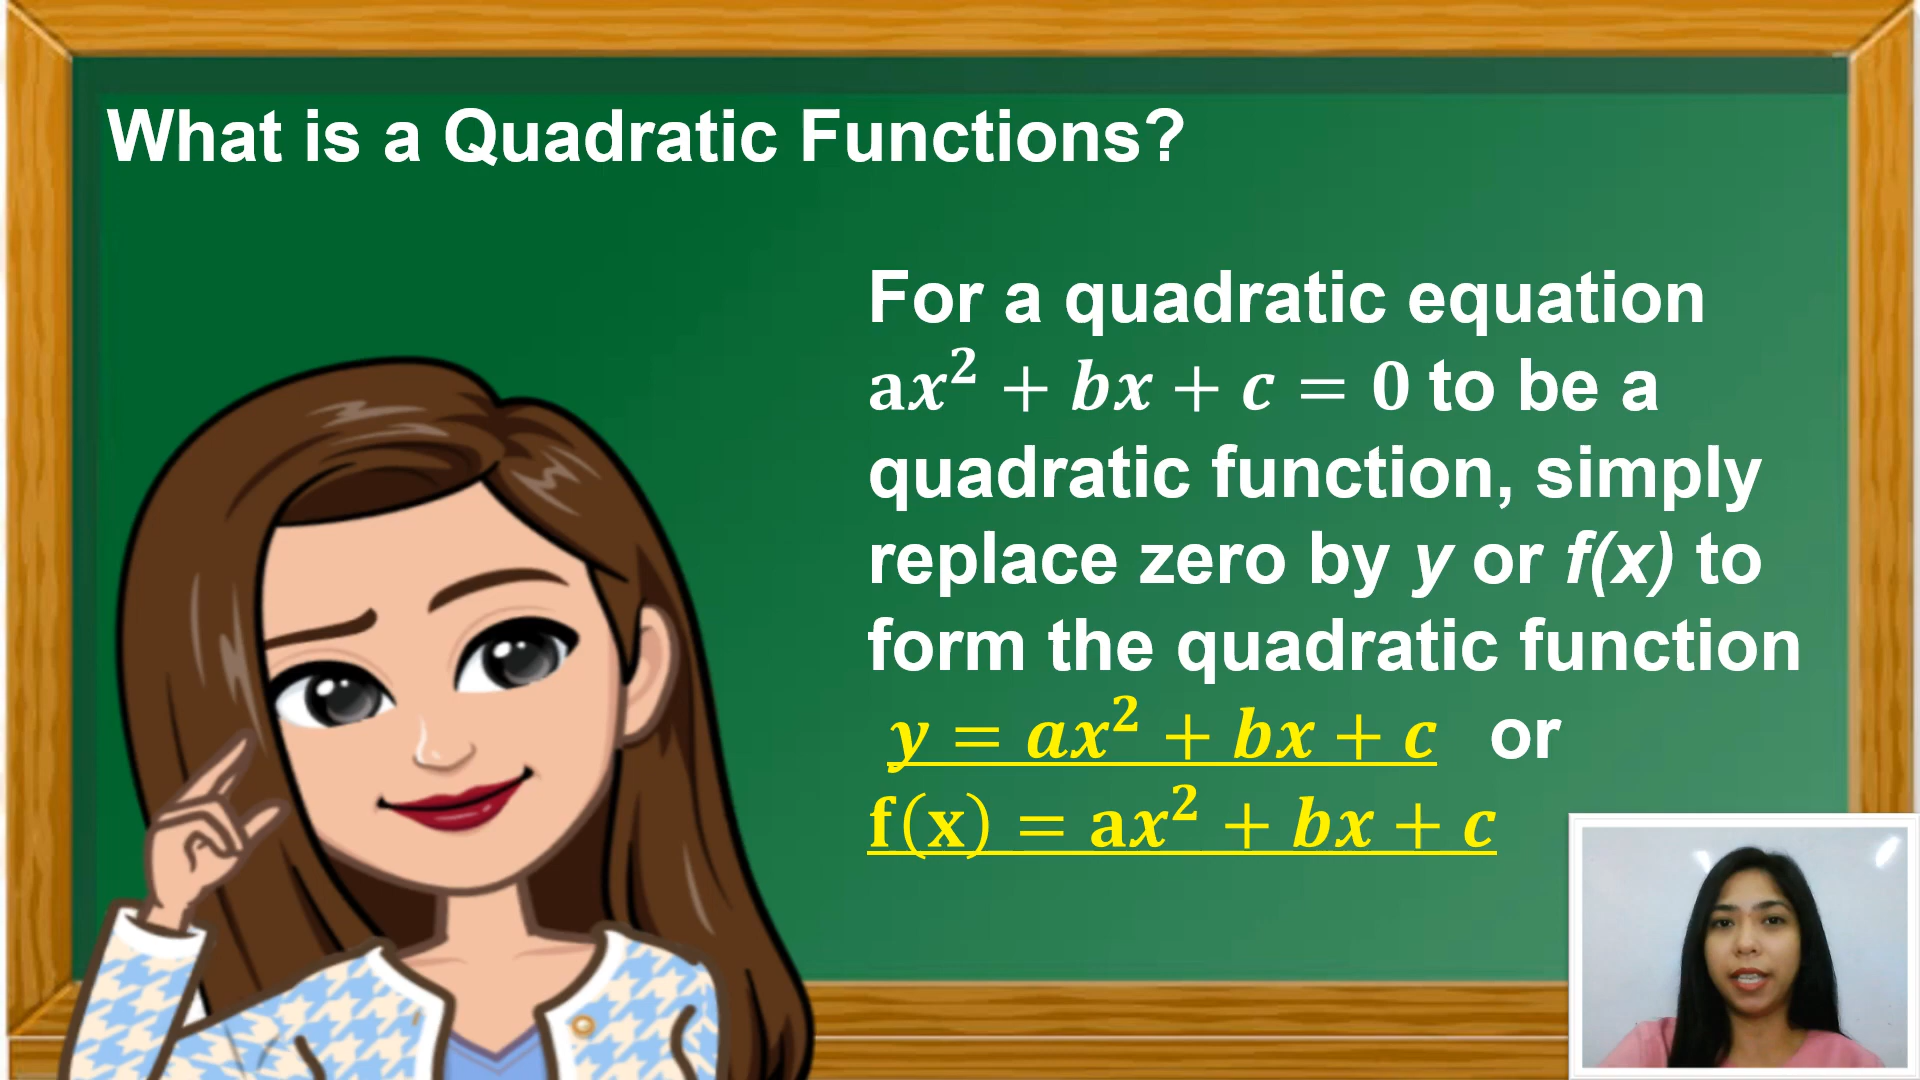 What is a Quadratic Functions?
For a quadratic equation
ax² + bx + c = 0 to be a
quadratic function, simply
replace zero by y or f(x) to
form the quadratic function
y = ax² + bx + c or
f(x) = ax² + bx + c